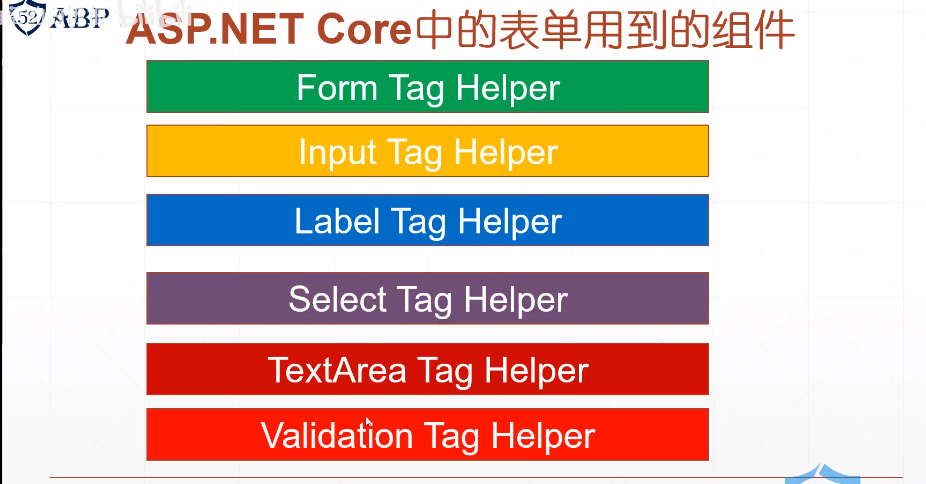 52 ABP
ASP.NET Core中的表单用到的组件
Form Tag Helper
Input Tag Helper
Label Tag Helper
Select Tag Helper
TextArea Tag Helper
Validation Tag Helper